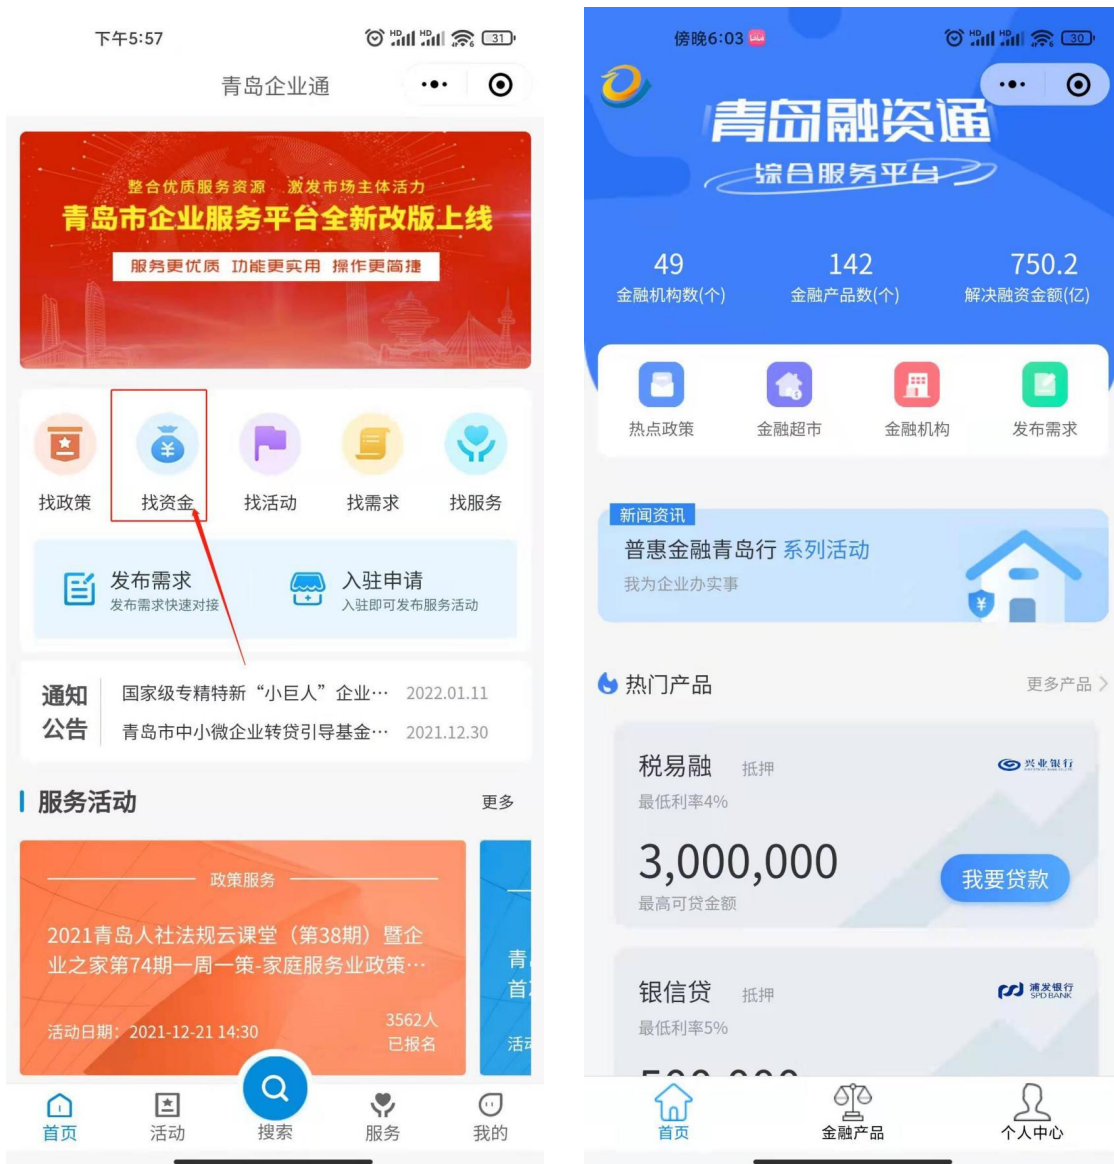 下午5:57
31
青岛企业通
整合优质服务资源 激发市场主体活力
青岛市企业服务平台全新改版上线
服务更优质 功能更实用 操作更简捷
找政策
找资金
找活动
找需求
找服务
发布需求
发布需求快速对接
入驻申请
入驻即可发布服务活动
通知
公告
国家级专精特新“小巨人”企业… 2022.01.11
青岛市中小微企业转贷引导基金… 2021.12.30
服务活动
更多
政策服务
2021青岛人社法规云课堂（第38期）暨企
业之家第74期一周一策-家庭服务业政策…
活动日期：2021-12-21 14:30
3562人
已报名
首页
活动
搜索
服务
我的
傍晚6:03
30
青岛融资通
综合服务平台
49
金融机构数(个)
142
金融产品数(个)
750.2
解决融资金额(亿)
热点政策
金融超市
金融机构
发布需求
新闻资讯
普惠金融青岛行 系列活动
我为企业办实事
热门产品
更多产品
税易融 抵押
兴业银行
最低利率4%
3,000,000
最高可贷金额
我要贷款
银信贷 抵押
浦发银行
SPD BANK
最低利率5%
首页
金融产品
个人中心